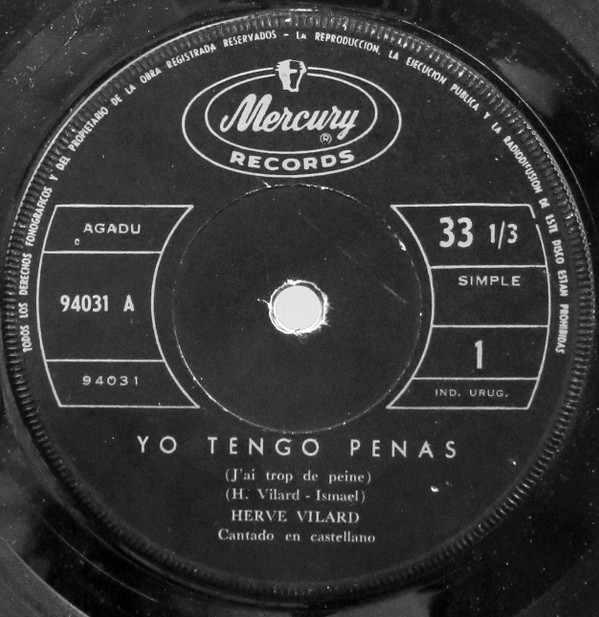 TODOS LOS DERECHOS FONOGRAFICOS Y DEL PROPIETARIO DE LA OBRA REGISTRADA RESERVADOS - LA REPRODUCCION, LA EJECUCION PUBLICA Y LA RADIODIFUSION DE ESTE DISCO ESTAN PROHIBIDAS
Mercury
®
RECORDS
AGADU
94031 A
94031
33 1/3
SIMPLE
1
IND. URUG.
YO TENGO PENAS
(J'ai trop de peine)
(H. Vilard - Ismael)
HERVE VILARD
Cantado en castellano